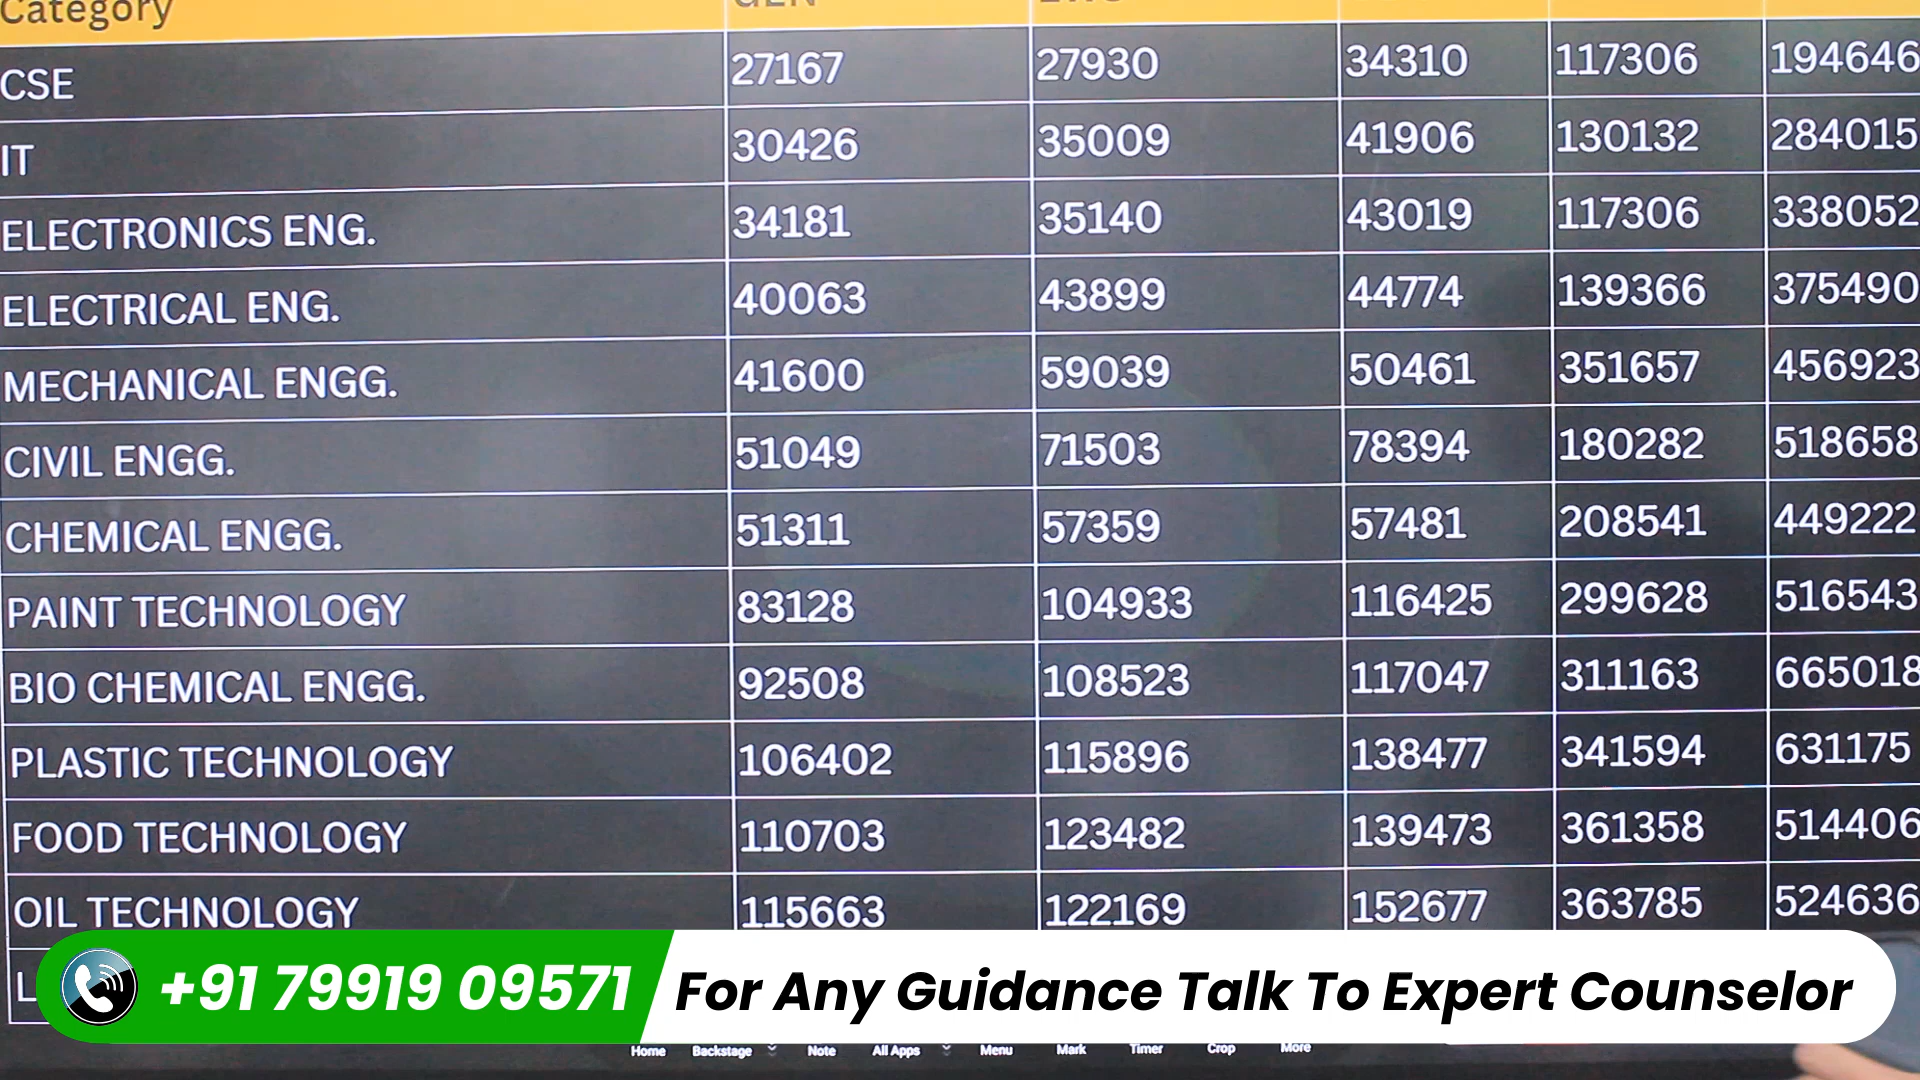 Category GEN
CSE 27167 27930 34310 117306 194646
IT 30426 35009 41906 130132 284015
ELECTRONICS ENG. 34181 35140 43019 117306 338052
ELECTRICAL ENG. 40063 43899 44774 139366 375490
MECHANICAL ENGG. 41600 59039 50461 351657 456923
CIVIL ENGG. 51049 71503 78394 180282 518658
CHEMICAL ENGG. 51311 57359 57481 208541 449222
PAINT TECHNOLOGY 83128 104933 116425 299628 516543
BIO CHEMICAL ENGG. 92508 108523 117047 311163 665018
PLASTIC TECHNOLOGY 106402 115896 138477 341594 631175
FOOD TECHNOLOGY 110703 123482 139473 361358 514406
OIL TECHNOLOGY 115663 122169 152677 363785 524636
L
+91 79919 09571 For Any Guidance Talk To Expert Counselor
Home Backstage Note All Apps Menu Mark Timer Crop More